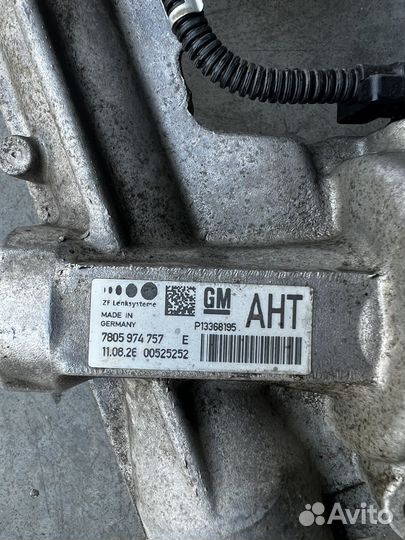 ZF Lenksysteme
GM
AHT
MADE IN
GERMANY
P13368195
7805 974 757 E
11.08.26 00525252
Avito